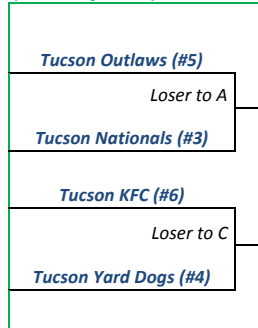 Tucson Outlaws (#5)
Loser to A
Tucson Nationals (#3)
Tucson KFC (#6)
Loser to C
Tucson Yard Dogs (#4)